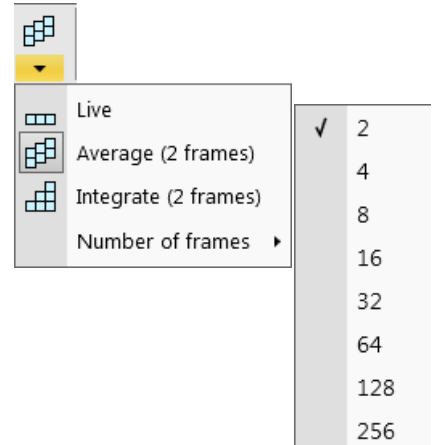 Live
Average (2 frames)
Integrate (2 frames)
Number of frames
2
4
8
16
32
64
128
256